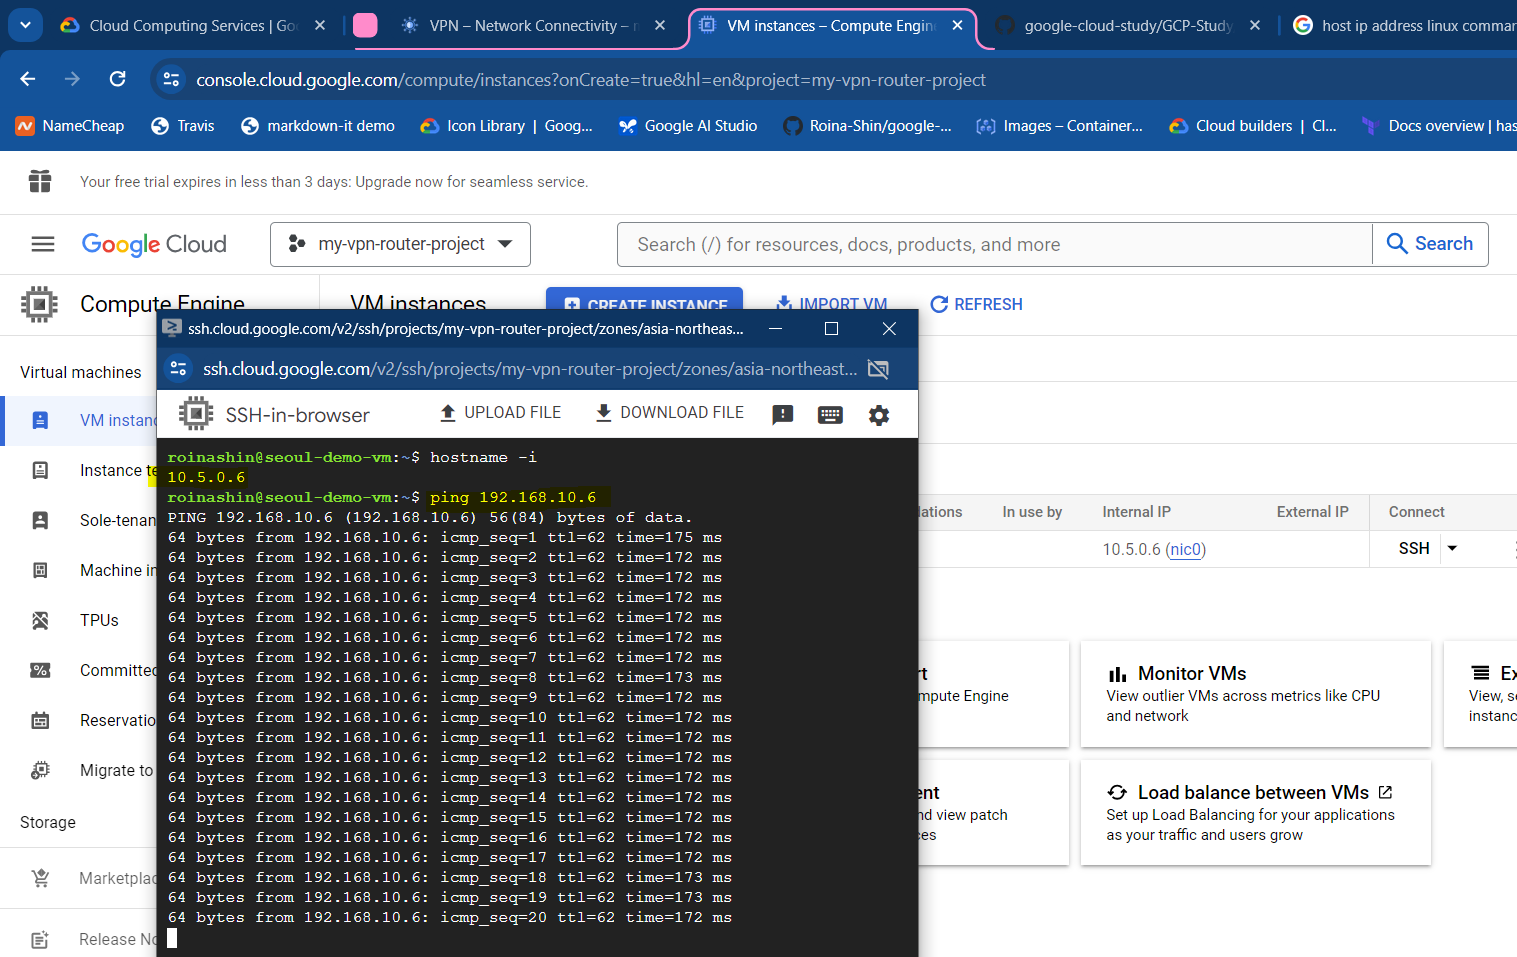 Cloud Computing Services | Go
VPN – Network Connectivity – m
VM instances – Compute Engine
google-cloud-study/GCP-Study
host ip address linux comman
console.cloud.google.com/compute/instances?onCreate=true&hl=en&project=my-vpn-router-project
NameCheap
Travis
markdown-it demo
Icon Library | Goog...
Google AI Studio
Roina-Shin/google-...
Images – Container...
Cloud builders | Cl...
Docs overview | has
Your free trial expires in less than 3 days: Upgrade now for seamless service.
Google Cloud
my-vpn-router-project
Search (/) for resources, docs, products, and more
Search
Compute Engine
VM instances
CREATE INSTANCE
IMPORT VM
REFRESH
ssh.cloud.google.com/v2/ssh/projects/my-vpn-router-project/zones/asia-northeas...
ssh.cloud.google.com/v2/ssh/projects/my-vpn-router-project/zones/asia-northeast...
SSH-in-browser
UPLOAD FILE
DOWNLOAD FILE
roinashin@seoul-demo-vm:~$ hostname -i
10.5.0.6
roinashin@seoul-demo-vm:~$ ping 192.168.10.6
PING 192.168.10.6 (192.168.10.6) 56(84) bytes of data.
64 bytes from 192.168.10.6: icmp_seq=1 ttl=62 time=175 ms
64 bytes from 192.168.10.6: icmp_seq=2 ttl=62 time=172 ms
64 bytes from 192.168.10.6: icmp_seq=3 ttl=62 time=172 ms
64 bytes from 192.168.10.6: icmp_seq=4 ttl=62 time=172 ms
64 bytes from 192.168.10.6: icmp_seq=5 ttl=62 time=172 ms
64 bytes from 192.168.10.6: icmp_seq=6 ttl=62 time=172 ms
64 bytes from 192.168.10.6: icmp_seq=7 ttl=62 time=172 ms
64 bytes from 192.168.10.6: icmp_seq=8 ttl=62 time=173 ms
64 bytes from 192.168.10.6: icmp_seq=9 ttl=62 time=172 ms
64 bytes from 192.168.10.6: icmp_seq=10 ttl=62 time=172 ms
64 bytes from 192.168.10.6: icmp_seq=11 ttl=62 time=172 ms
64 bytes from 192.168.10.6: icmp_seq=12 ttl=62 time=172 ms
64 bytes from 192.168.10.6: icmp_seq=13 ttl=62 time=172 ms
64 bytes from 192.168.10.6: icmp_seq=14 ttl=62 time=172 ms
64 bytes from 192.168.10.6: icmp_seq=15 ttl=62 time=172 ms
64 bytes from 192.168.10.6: icmp_seq=16 ttl=62 time=172 ms
64 bytes from 192.168.10.6: icmp_seq=17 ttl=62 time=172 ms
64 bytes from 192.168.10.6: icmp_seq=18 ttl=62 time=173 ms
64 bytes from 192.168.10.6: icmp_seq=19 ttl=62 time=173 ms
64 bytes from 192.168.10.6: icmp_seq=20 ttl=62 time=172 ms
Virtual machines
VM instanc
Instance te
Sole-tenan
Machine in
TPUs
Committed
Reservatio
Migrate to
Storage
Marketplac
Release No
lations
In use by
Internal IP
External IP
Connect
10.5.0.6 (nic0)
SSH
rt
mpute Engine
Monitor VMs
View outlier VMs across metrics like CPU
and network
Ex
View, se
instanc
ent
nd view patch
ces
Load balance between VMs
Set up Load Balancing for your applications
as your traffic and users grow